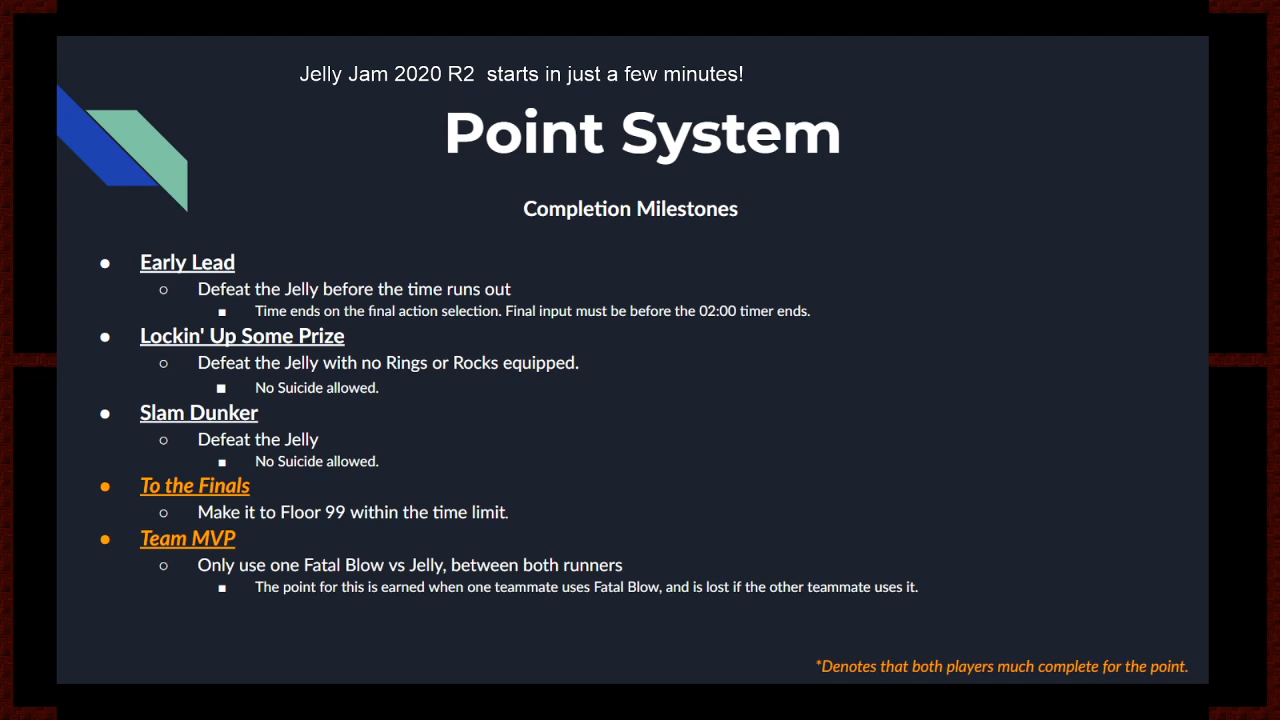 Jelly Jam 2020 R2  starts in just a few minutes!
Point System
Completion Milestones
● Early Lead
○ Defeat the Jelly before the time runs out
■ Time ends on the final action selection. Final input must be before the 02:00 timer ends.
● Lockin' Up Some Prize
○ Defeat the Jelly with no Rings or Rocks equipped.
■ No Suicide allowed.
● Slam Dunker
○ Defeat the Jelly
■ No Suicide allowed.
● To the Finals
○ Make it to Floor 99 within the time limit.
● Team MVP
○ Only use one Fatal Blow vs Jelly, between both runners
■ The point for this is earned when one teammate uses Fatal Blow, and is lost if the other teammate uses it.
*Denotes that both players much complete for the point.